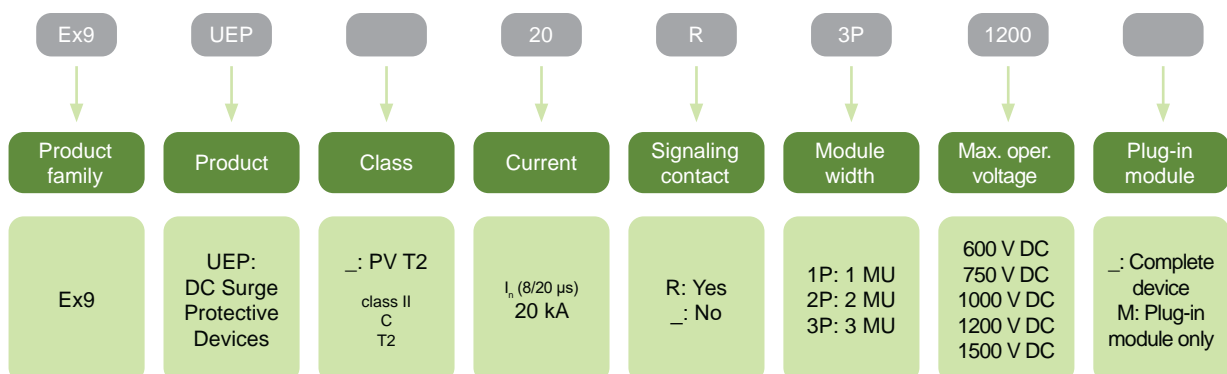 Ex9
UEP
20
R
3P
1200
Product
family
Product
Class
Current
Signaling
contact
Module
width
Max. oper.
voltage
Plug-in
module
Ex9
UEP:
DC Surge
Protective
Devices
_: PV T2
class II
C
T2
In (8/20 µs)
20 kA
R: Yes
_: No
1P: 1 MU
2P: 2 MU
3P: 3 MU
600 V DC
750 V DC
1000 V DC
1200 V DC
1500 V DC
_: Complete
device
M: Plug-in
module only